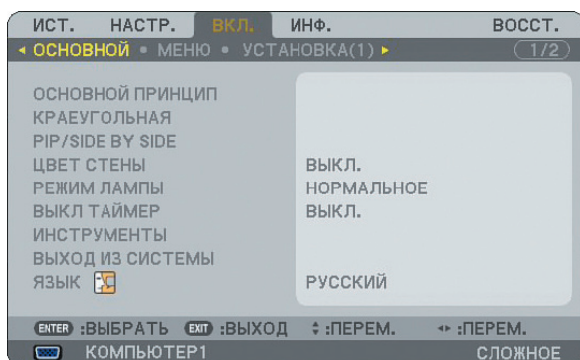 ИСТ. НАСТР. ВКЛ. ИНФ. ВОССТ.
ОСНОВНОЙ • МЕНЮ • УСТАНОВКА(1) 1/2
ОСНОВНОЙ ПРИНЦИП
КРАЕУГОЛЬНАЯ
PIP/SIDE BY SIDE
ЦВЕТ СТЕНЫ ВЫКЛ.
РЕЖИМ ЛАМПЫ НОРМАЛЬНОЕ
ВЫКЛ ТАЙМЕР ВЫКЛ.
ИНСТРУМЕНТЫ
ВЫХОД ИЗ СИСТЕМЫ
ЯЗЫК РУССКИЙ
ENTER :ВЫБРАТЬ EXIT :ВЫХОД :ПЕРЕМ. :ПЕРЕМ.
КОМПЬЮТЕР1 СЛОЖНОЕ